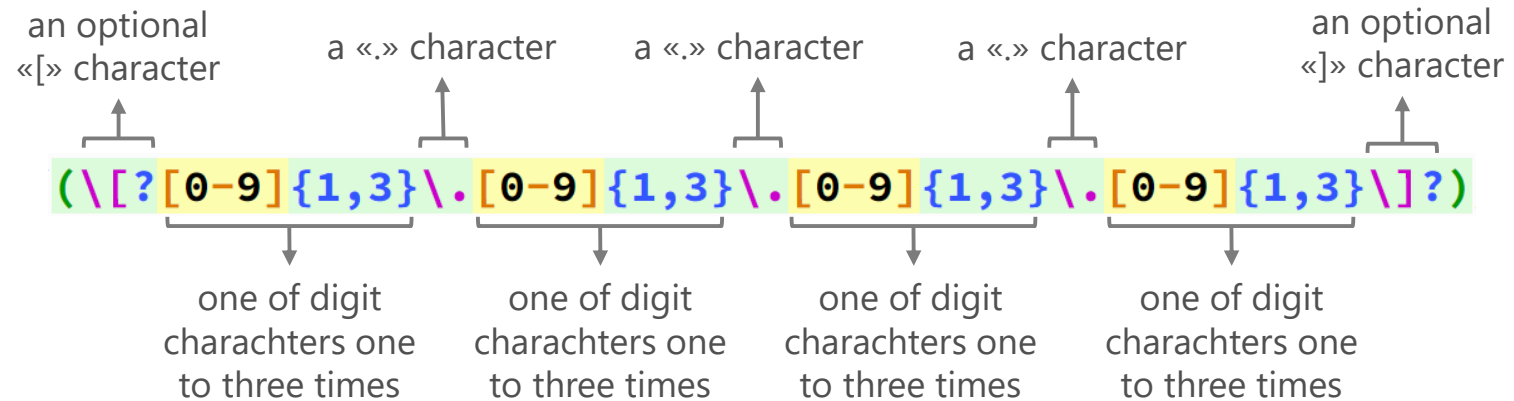 an optional
«[» character
a «.» character
a «.» character
a «.» character
an optional
«]» character
(\[?[0-9]{1,3}\.[0-9]{1,3}\.[0-9]{1,3}\.[0-9]{1,3}\]?)
one of digit
charachters one
to three times
one of digit
charachters one
to three times
one of digit
charachters one
to three times
one of digit
charachters one
to three times